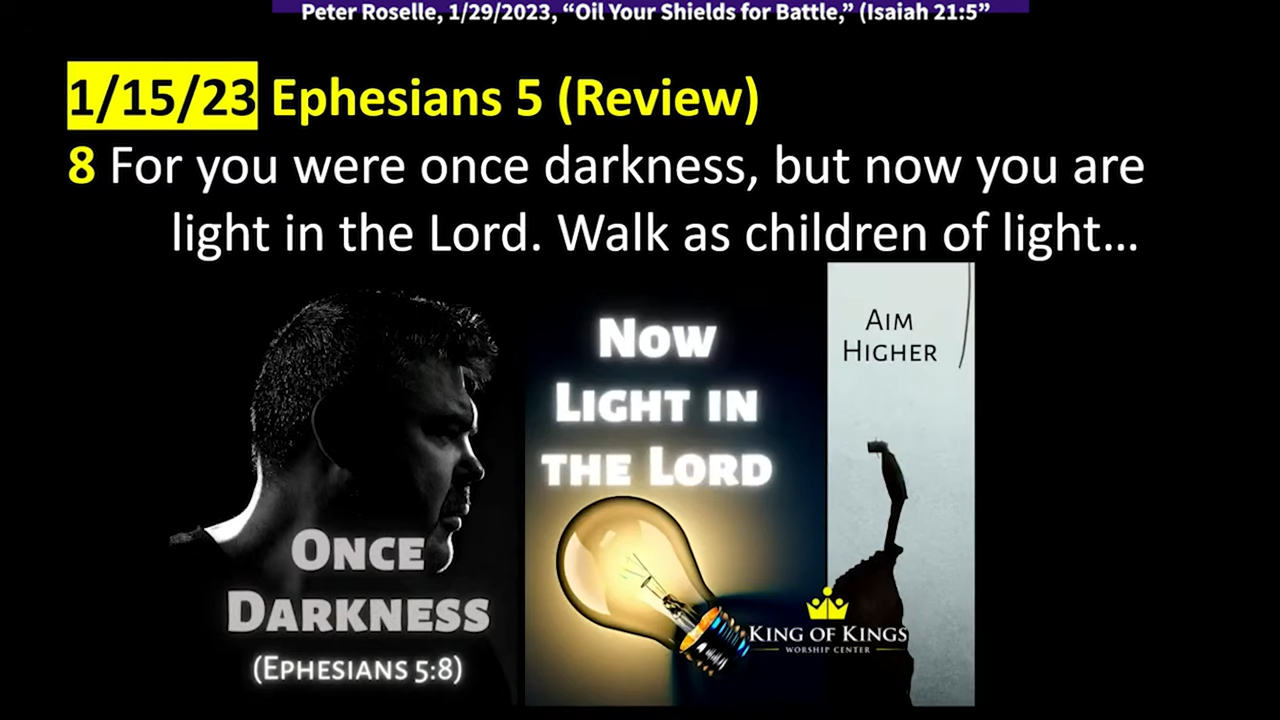 Peter Roselle, 1/29/2023, “Oil Your Shields for Battle,” (Isaiah 21:5”
1/15/23 Ephesians 5 (Review)
8 For you were once darkness, but now you are
light in the Lord. Walk as children of light...
Once
Darkness
(Ephesians 5:8)
Now
Light in
the Lord
Aim
Higher
King of Kings
Worship Center